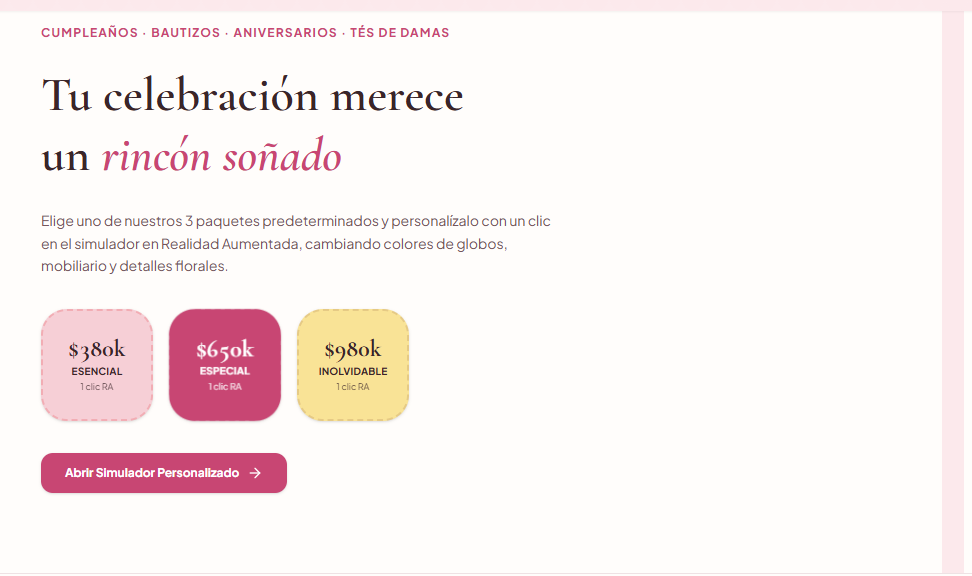 CUMPLEAÑOS · BAUTIZOS · ANIVERSARIOS · TÉS DE DAMAS
Tu celebración merece
un rincón soñado
Elige uno de nuestros 3 paquetes predeterminados y personalízalo con un clic
en el simulador en Realidad Aumentada, cambiando colores de globos,
mobiliario y detalles florales.
$380k
ESENCIAL
1 clic RA
$650k
ESPECIAL
1 clic RA
$980k
INOLVIDABLE
1 clic RA
Abrir Simulador Personalizado →